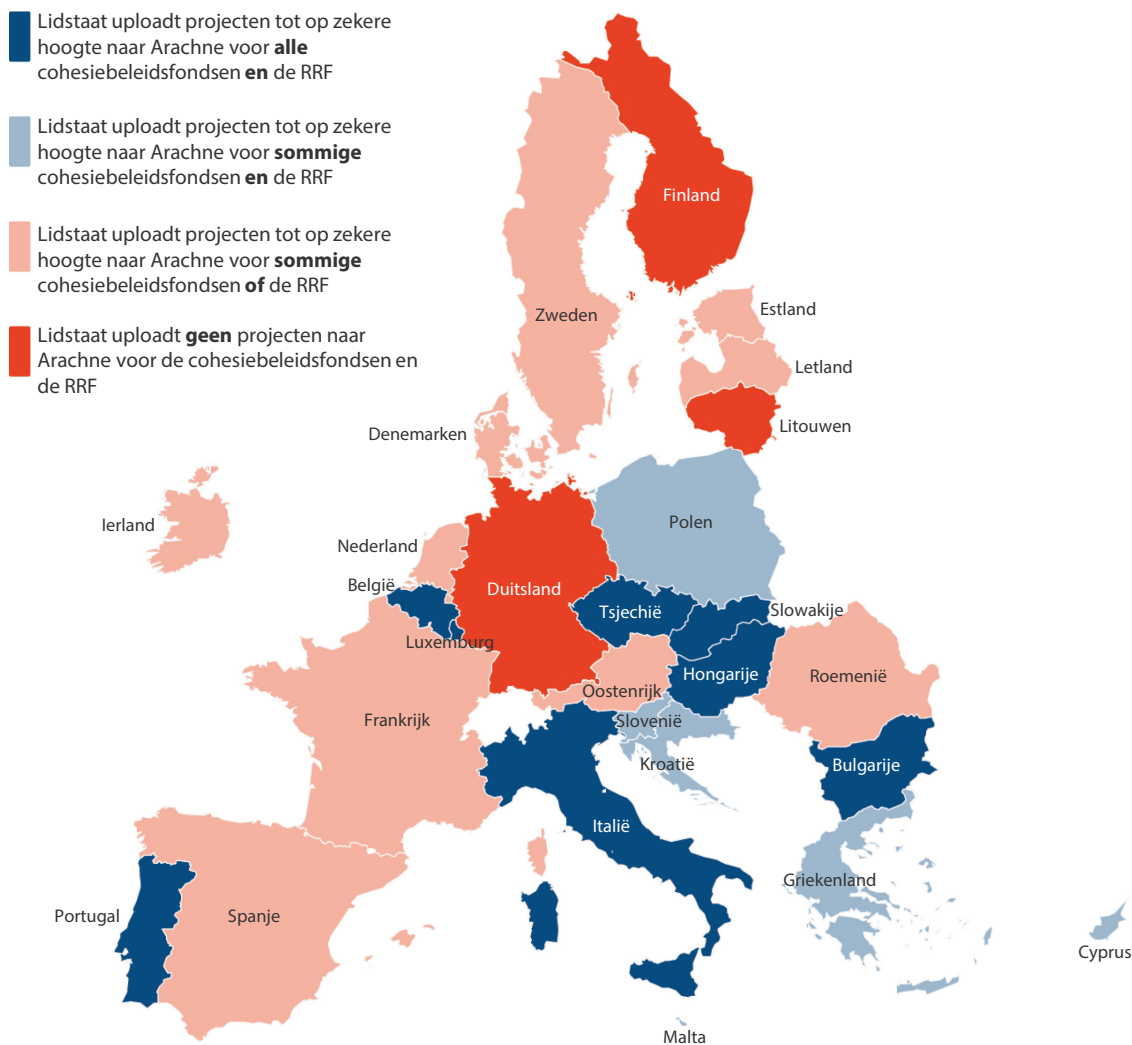 Lidstaat uploadt projecten tot op zekere
hoogte naar Arachne voor alle
cohesiebeleidsfondsen en de RRF
Lidstaat uploadt projecten tot op zekere
hoogte naar Arachne voor sommige
cohesiebeleidsfondsen en de RRF
Lidstaat uploadt projecten tot op zekere
hoogte naar Arachne voor sommige
cohesiebeleidsfondsen of de RRF
Lidstaat uploadt geen projecten naar
Arachne voor de cohesiebeleidsfondsen en
de RRF
Finland
Zweden
Estland
Letland
Litouwen
Denemarken
Ierland
Polen
Nederland
België
Duitsland
Tsjechië
Slowakije
Luxemburg
Hongarije
Roemenië
Oostenrijk
Frankrijk
Slovenië
Kroatië
Bulgarije
Italië
Griekenland
Portugal
Spanje
Cyprus
Malta